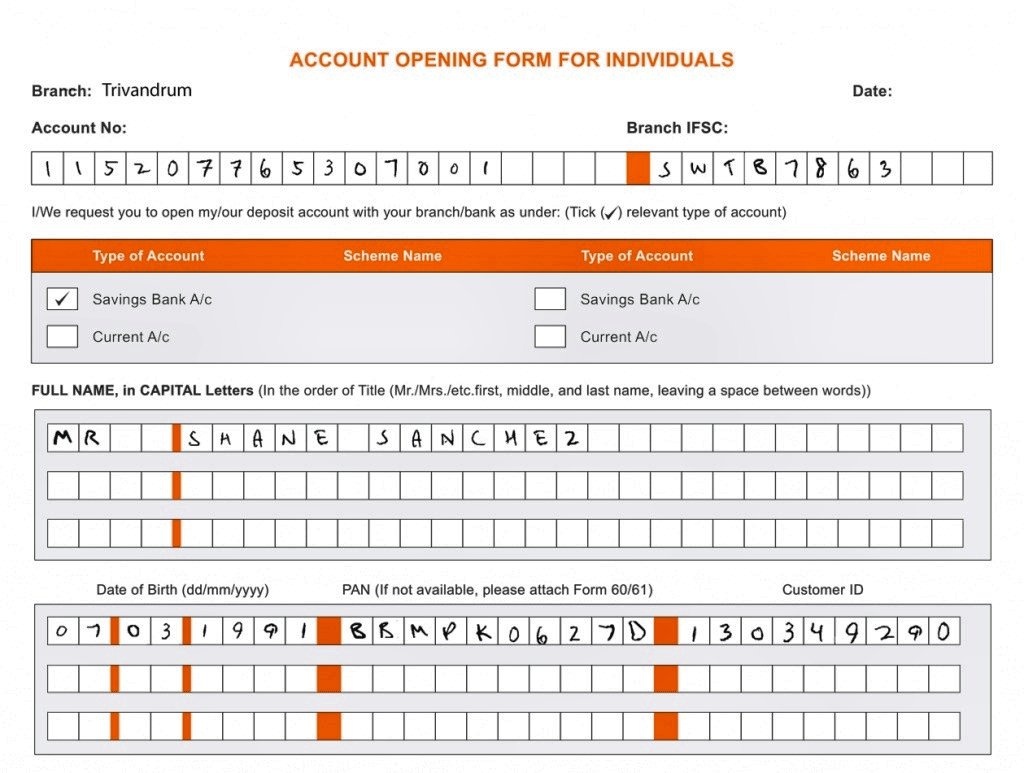 ACCOUNT OPENING FORM FOR INDIVIDUALS
Branch: Trivandrum Date:
Account No: Branch IFSC:
115207765307001 SWTB7863
I/We request you to open my/our deposit account with your branch/bank as under: (Tick (✓) relevant type of account)
Type of Account Scheme Name Type of Account Scheme Name
✓ Savings Bank A/c Savings Bank A/c
Current A/c Current A/c
FULL NAME, in CAPITAL Letters (In the order of Title (Mr./Mrs./etc.first, middle, and last name, leaving a space between words))
MR SHANE SANCHEZ
Date of Birth (dd/mm/yyyy) PAN (If not available, please attach Form 60/61) Customer ID
07 03 1991 BBMPK0627D 130349290